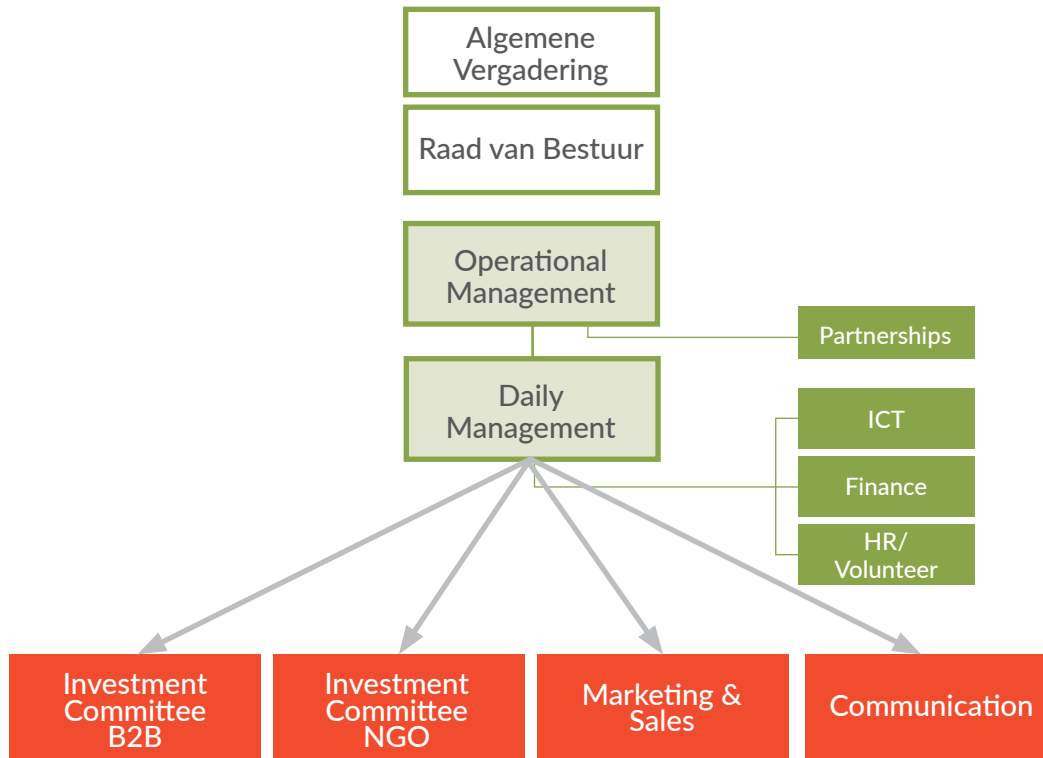 Algemene
Vergadering
Raad van Bestuur
Operational
Management
Partnerships
Daily
Management
ICT
Finance
HR/
Volunteer
Investment
Committee
B2B
Investment
Committee
NGO
Marketing &
Sales
Communication